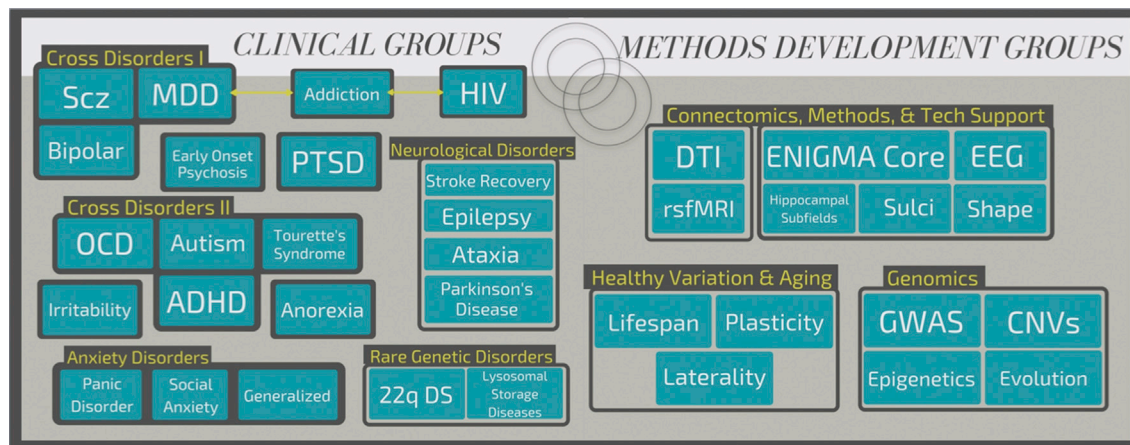 CLINICAL GROUPS
METHODS DEVELOPMENT GROUPS
Cross Disorders I
Scz
MDD
Addiction
HIV
Bipolar
Early Onset
Psychosis
PTSD
Cross Disorders II
OCD
Autism
Tourette's
Syndrome
Irritability
ADHD
Anorexia
Anxiety Disorders
Panic
Disorder
Social
Anxiety
Generalized
Neurological Disorders
Stroke Recovery
Epilepsy
Ataxia
Parkinson's
Disease
Rare Genetic Disorders
22q DS
Lysosomal
Storage
Diseases
Connectomics, Methods, & Tech Support
DTI
ENIGMA Core
EEG
rsfMRI
Hippocampal
Subfields
Sulci
Shape
Healthy Variation & Aging
Lifespan
Plasticity
Laterality
Genomics
GWAS
CNVs
Epigenetics
Evolution